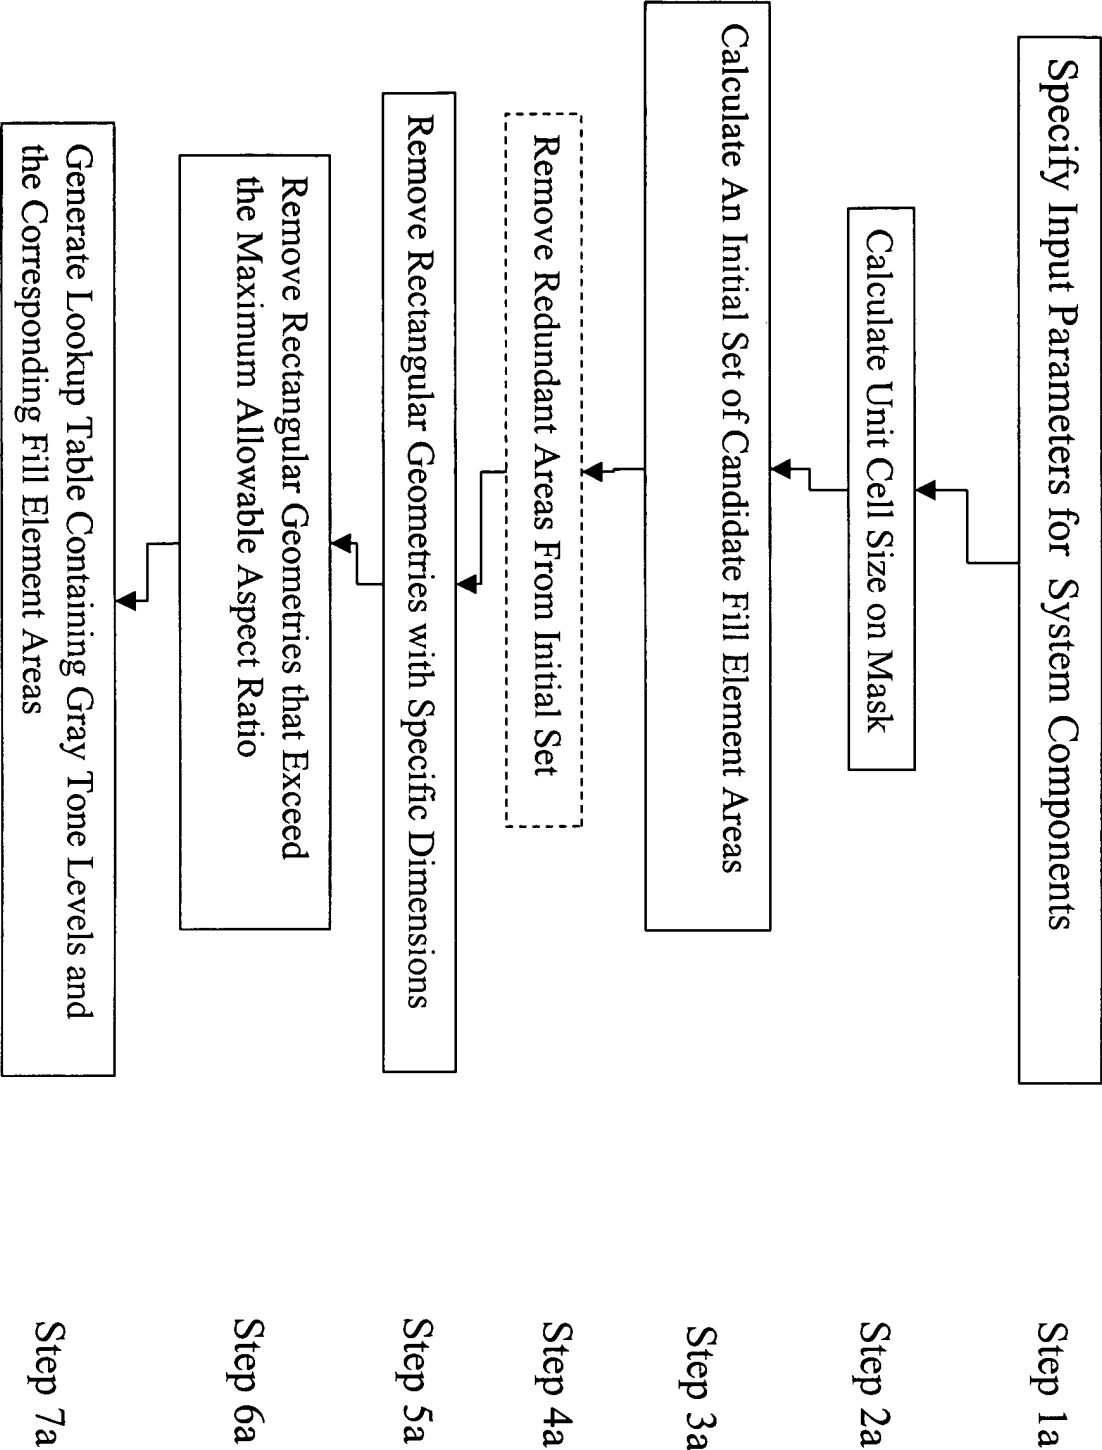 Specify Input Parameters for System Components
Step 1a
Calculate Unit Cell Size on Mask
Step 2a
Calculate An Initial Set of Candidate Fill Element Areas
Step 3a
Remove Redundant Areas From Initial Set
Step 4a
Remove Rectangular Geometries with Specific Dimensions
Step 5a
Remove Rectangular Geometries that Exceed
the Maximum Allowable Aspect Ratio
Step 6a
Generate Lookup Table Containing Gray Tone Levels and
the Corresponding Fill Element Areas
Step 7a